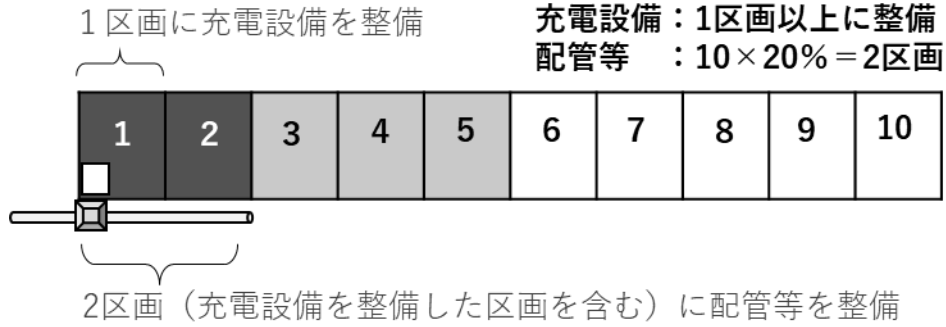 1区画に充電設備を整備
充電設備：1区画以上に整備
配管等　：10×20％＝2区画
1 2 3 4 5 6 7 8 9 10
2区画（充電設備を整備した区画を含む）に配管等を整備